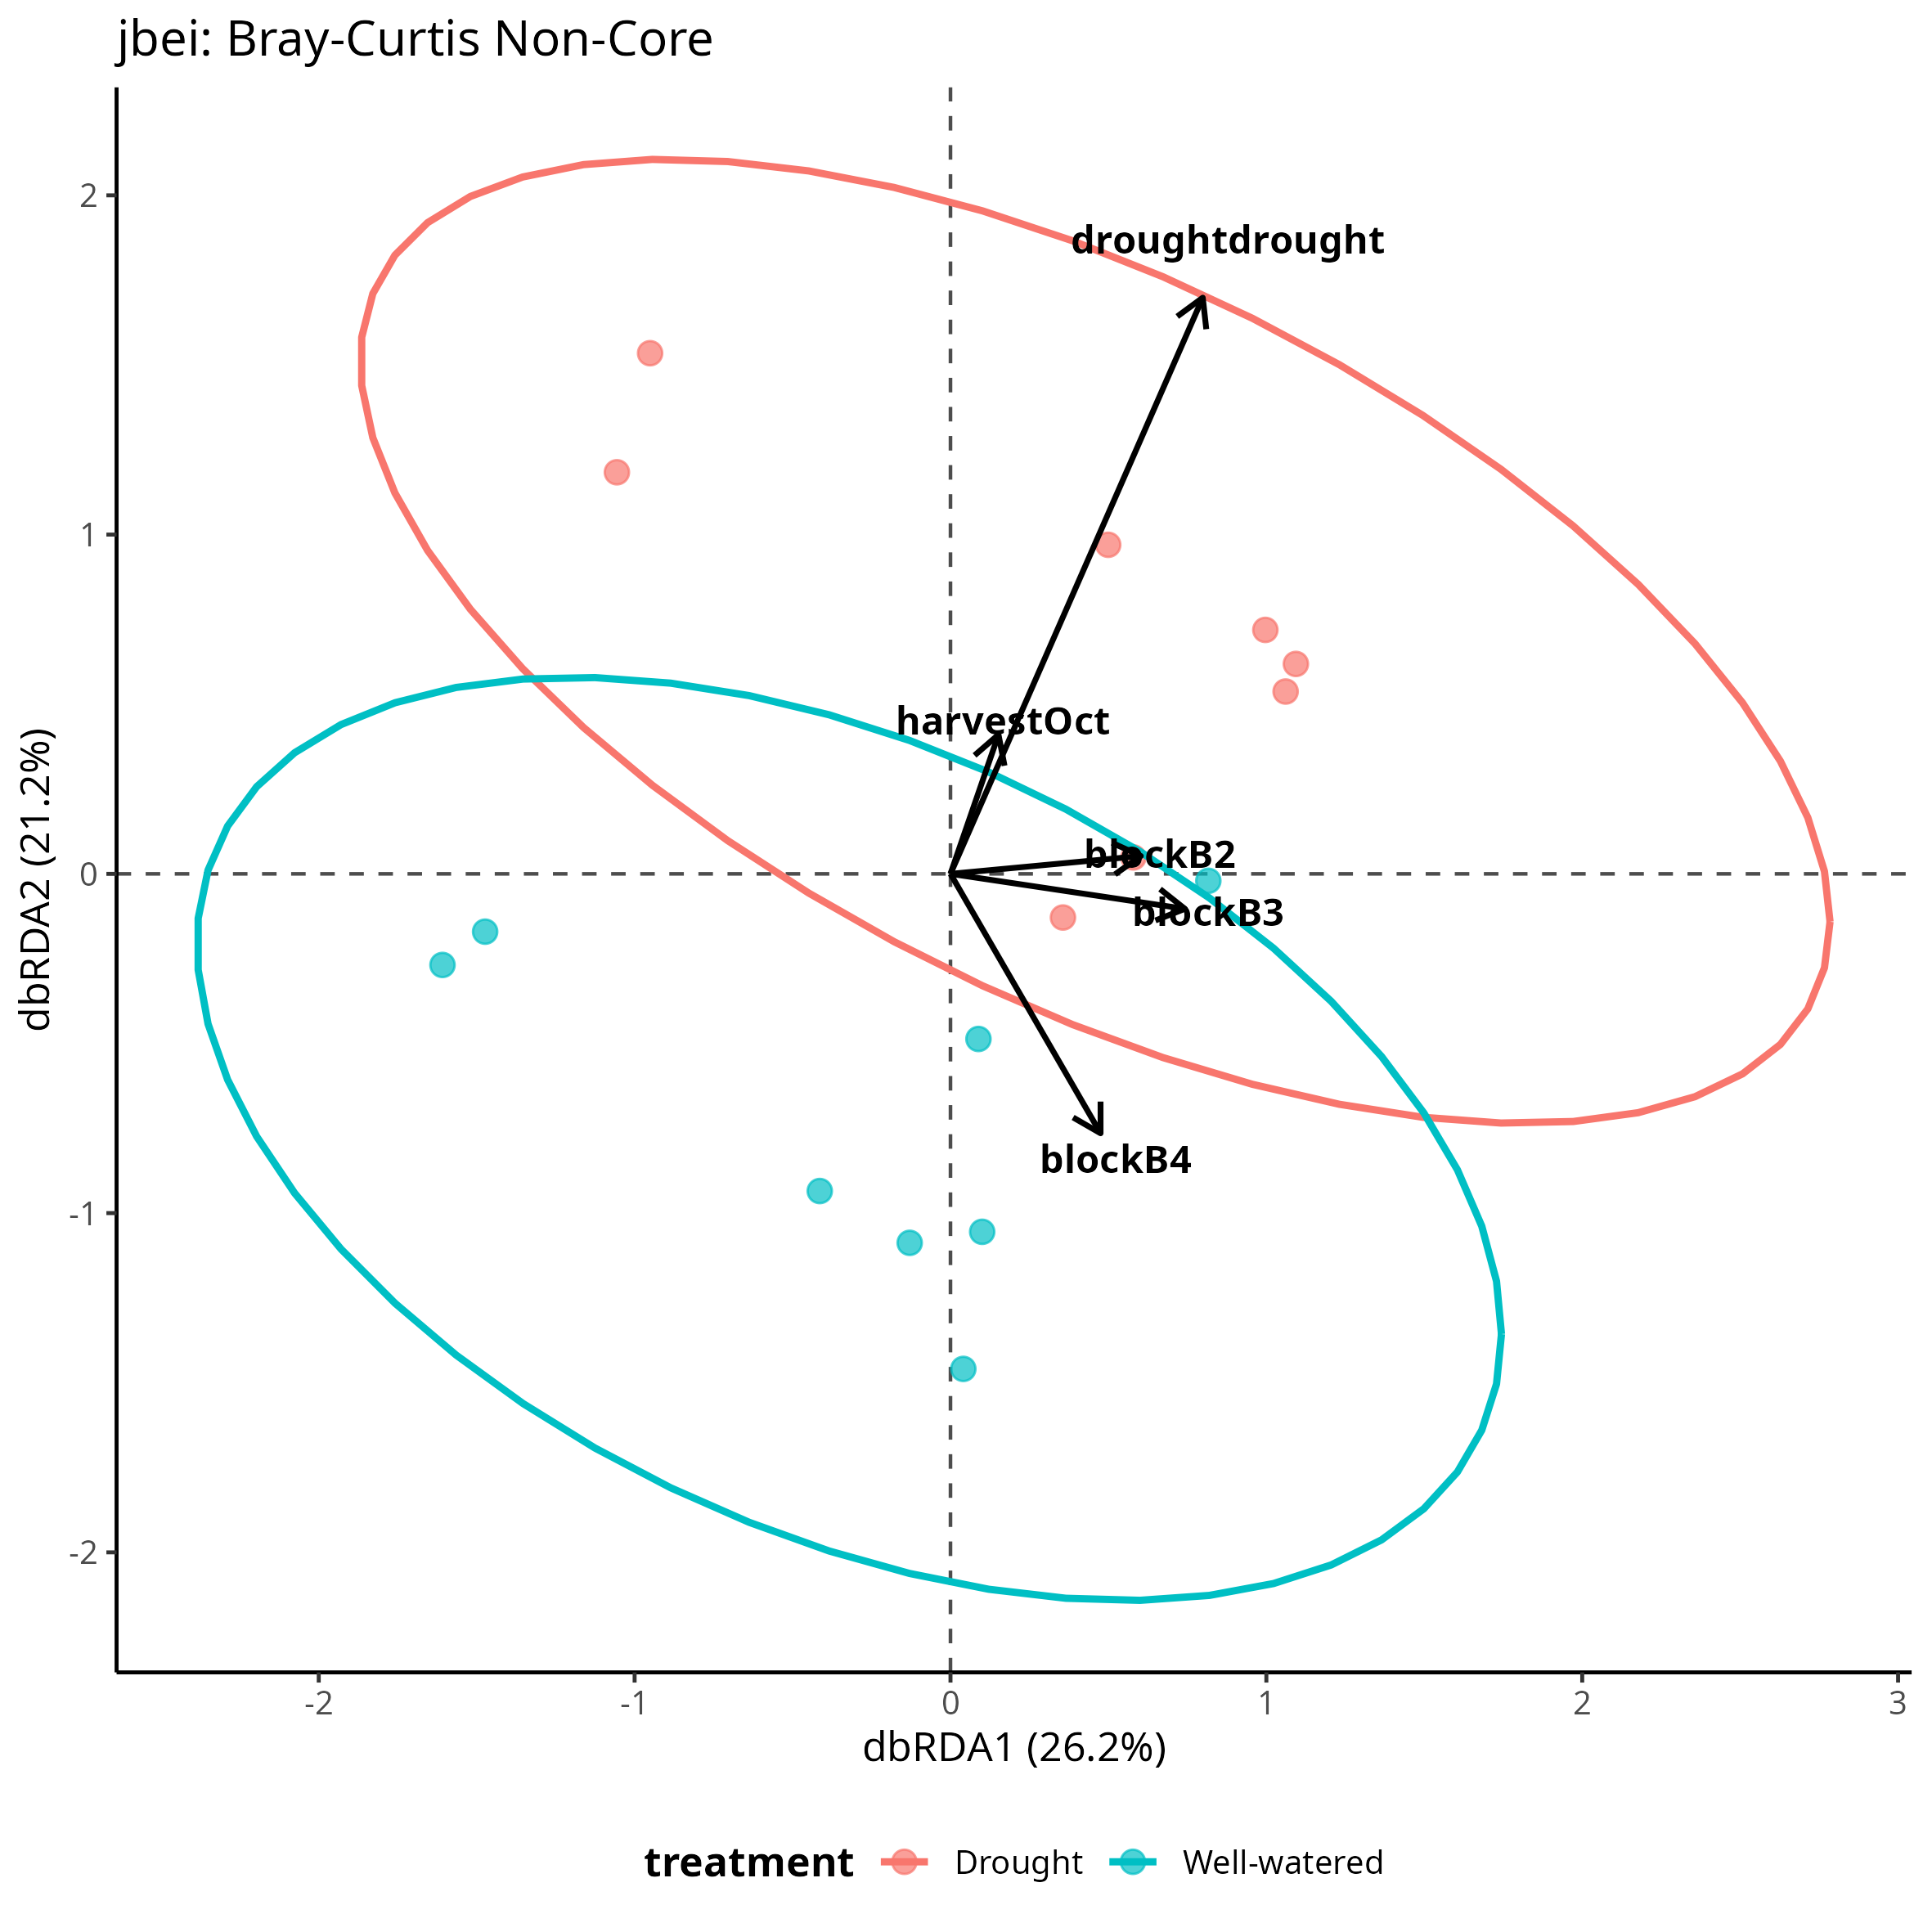 jbei: Bray-Curtis Non-Core
2
1
0
-1
-2
dbRDA2 (21.2%)
droughtdrought
harvestOct
blockB2
blockB3
blockB4
-2
-1
0
1
2
3
dbRDA1 (26.2%)
treatment Drought Well-watered